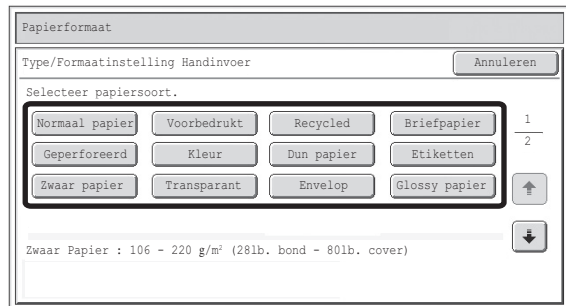 Papierformaat
Type/Formaatinstelling Handinvoer Annuleren
Selecteer papiersoort.
Normaal papier Voorbedrukt Recycled Briefpapier
1
2
Geperforeerd Kleur Dun papier Etiketten
Zwaar papier Transparant Envelop Glossy papier
Zwaar Papier : 106 - 220 g/m² (28lb. bond - 80lb. cover)